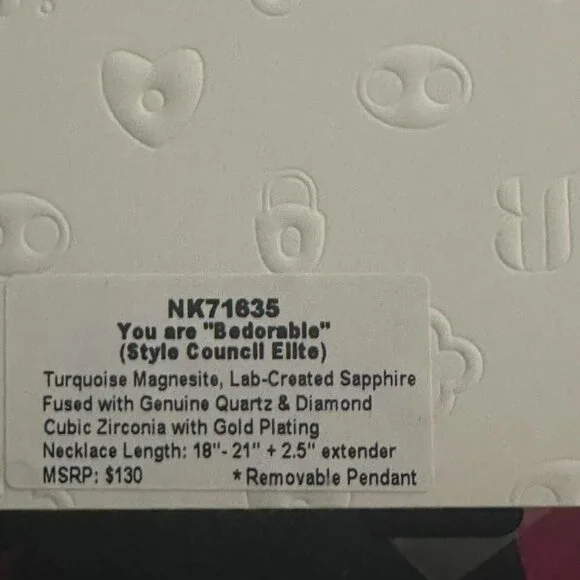 NK71635
You are "Bedorable"
(Style Council Elite)
Turquoise Magnesite, Lab-Created Sapphire
Fused with Genuine Quartz & Diamond
Cubic Zirconia with Gold Plating
Necklace Length: 18"- 21" + 2.5" extender
MSRP: $130 *Removable Pendant